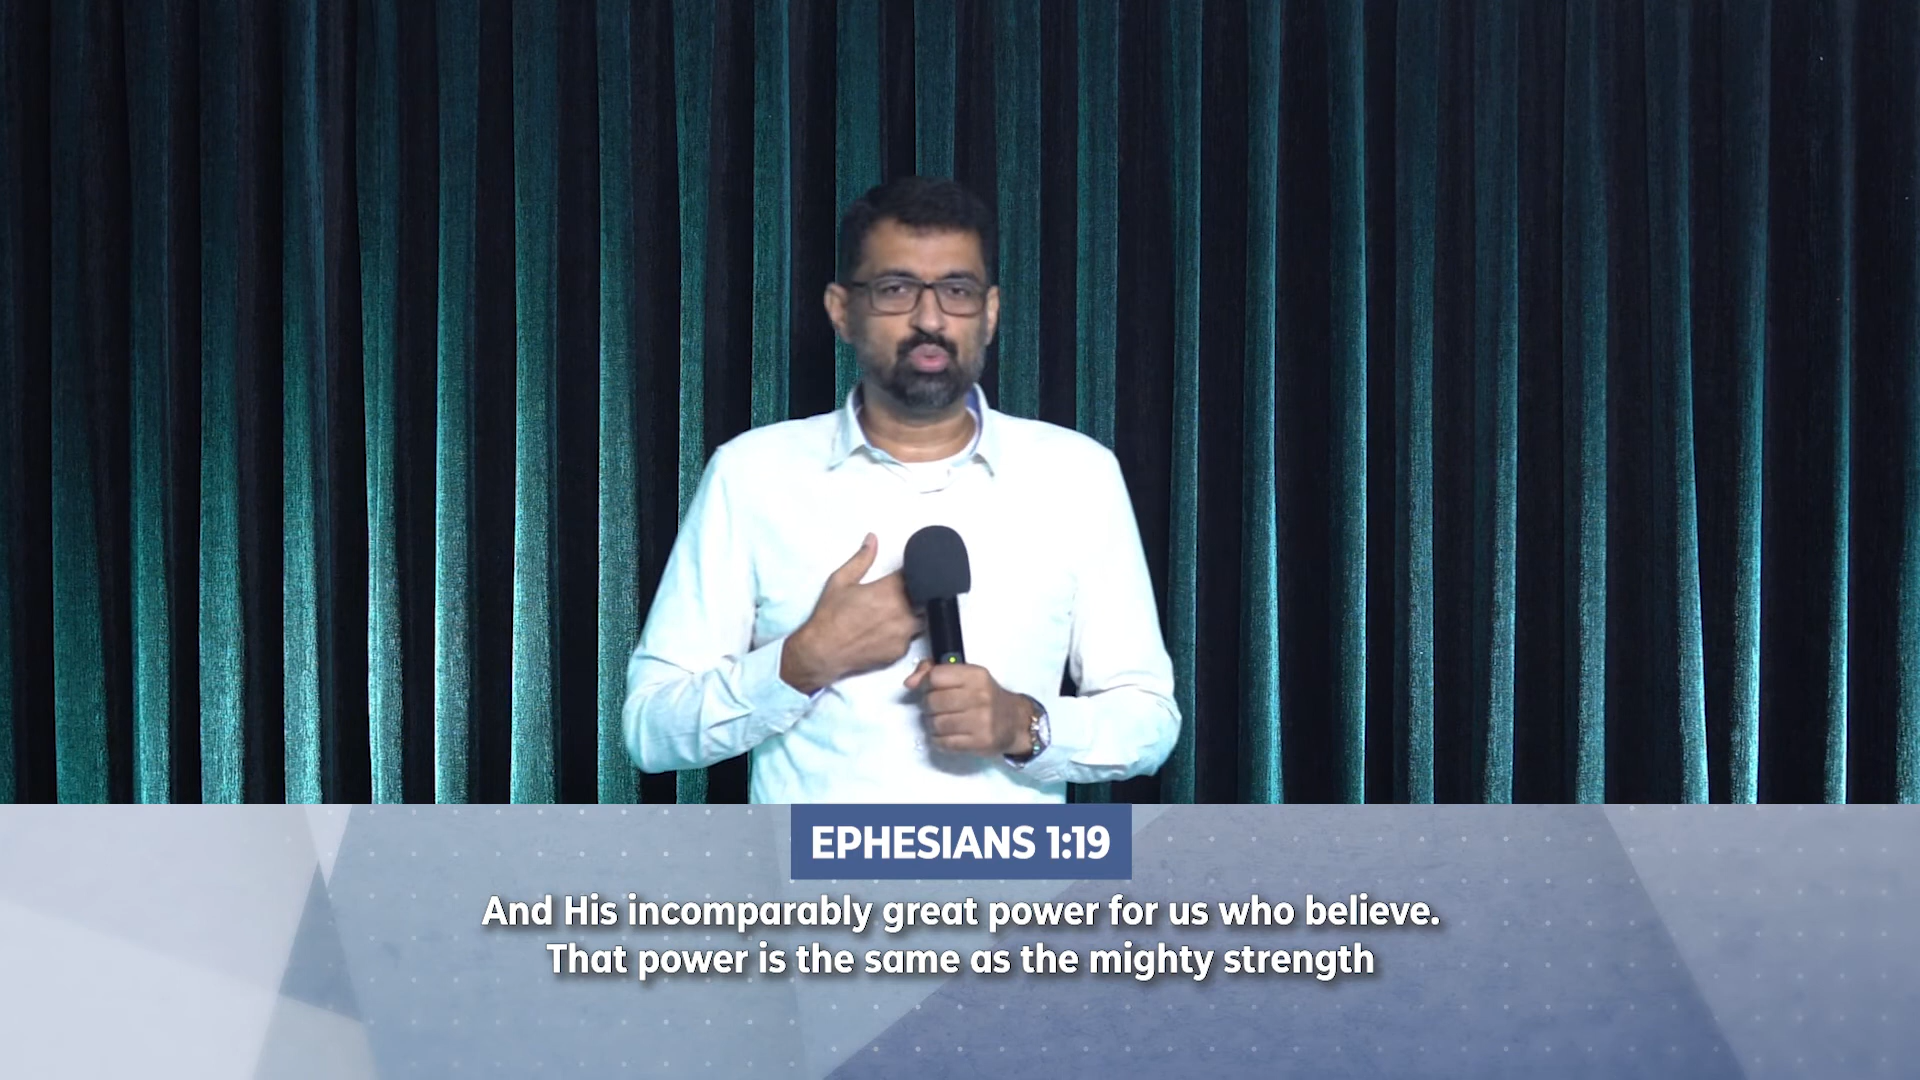 EPHESIANS 1:19
And His incomparably great power for us who believe.
That power is the same as the mighty strength